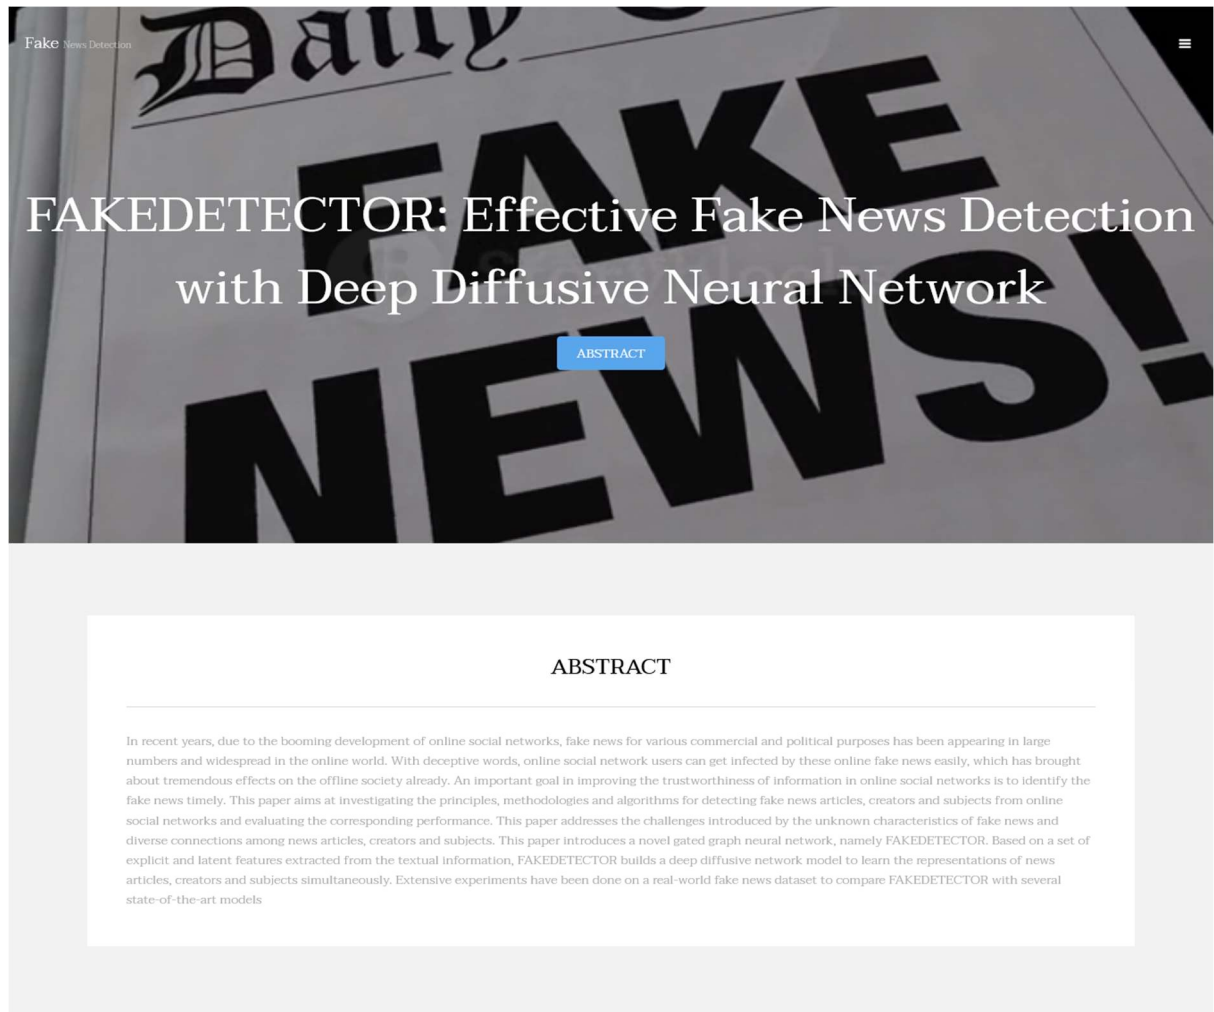 Daily
Fake News Detection
FAKE
FAKEDETECTOR: Effective Fake News Detection
with Deep Diffusive Neural Network
ABSTRACT
NEWS!
ABSTRACT
In recent years, due to the booming development of online social networks, fake news for various commercial and political purposes has been appearing in large
numbers and widespread in the online world. With deceptive words, online social network users can get infected by these online fake news easily, which has brought
about tremendous effects on the offline society already. An important goal in improving the trustworthiness of information in online social networks is to identify the
fake news timely. This paper aims at investigating the principles, methodologies and algorithms for detecting fake news articles, creators and subjects from online
social networks and evaluating the corresponding performance. This paper addresses the challenges introduced by the unknown characteristics of fake news and
diverse connections among news articles, creators and subjects. This paper introduces a novel gated graph neural network, namely FAKEDETECTOR. Based on a set of
explicit and latent features extracted from the textual information, FAKEDETECTOR builds a deep diffusive network model to learn the representations of news
articles, creators and subjects simultaneously. Extensive experiments have been done on a real-world fake news dataset to compare FAKEDETECTOR with several
state-of-the-art models